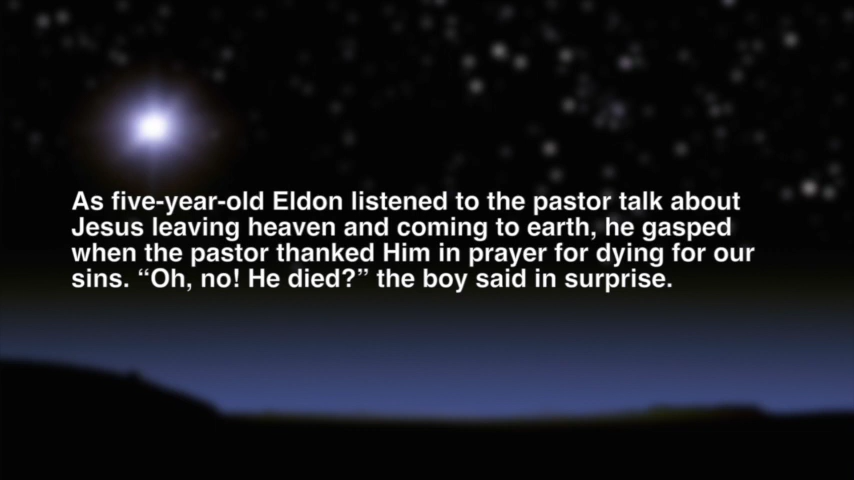 As five-year-old Eldon listened to the pastor talk about
Jesus leaving heaven and coming to earth, he gasped
when the pastor thanked Him in prayer for dying for our
sins. “Oh, no! He died?” the boy said in surprise.